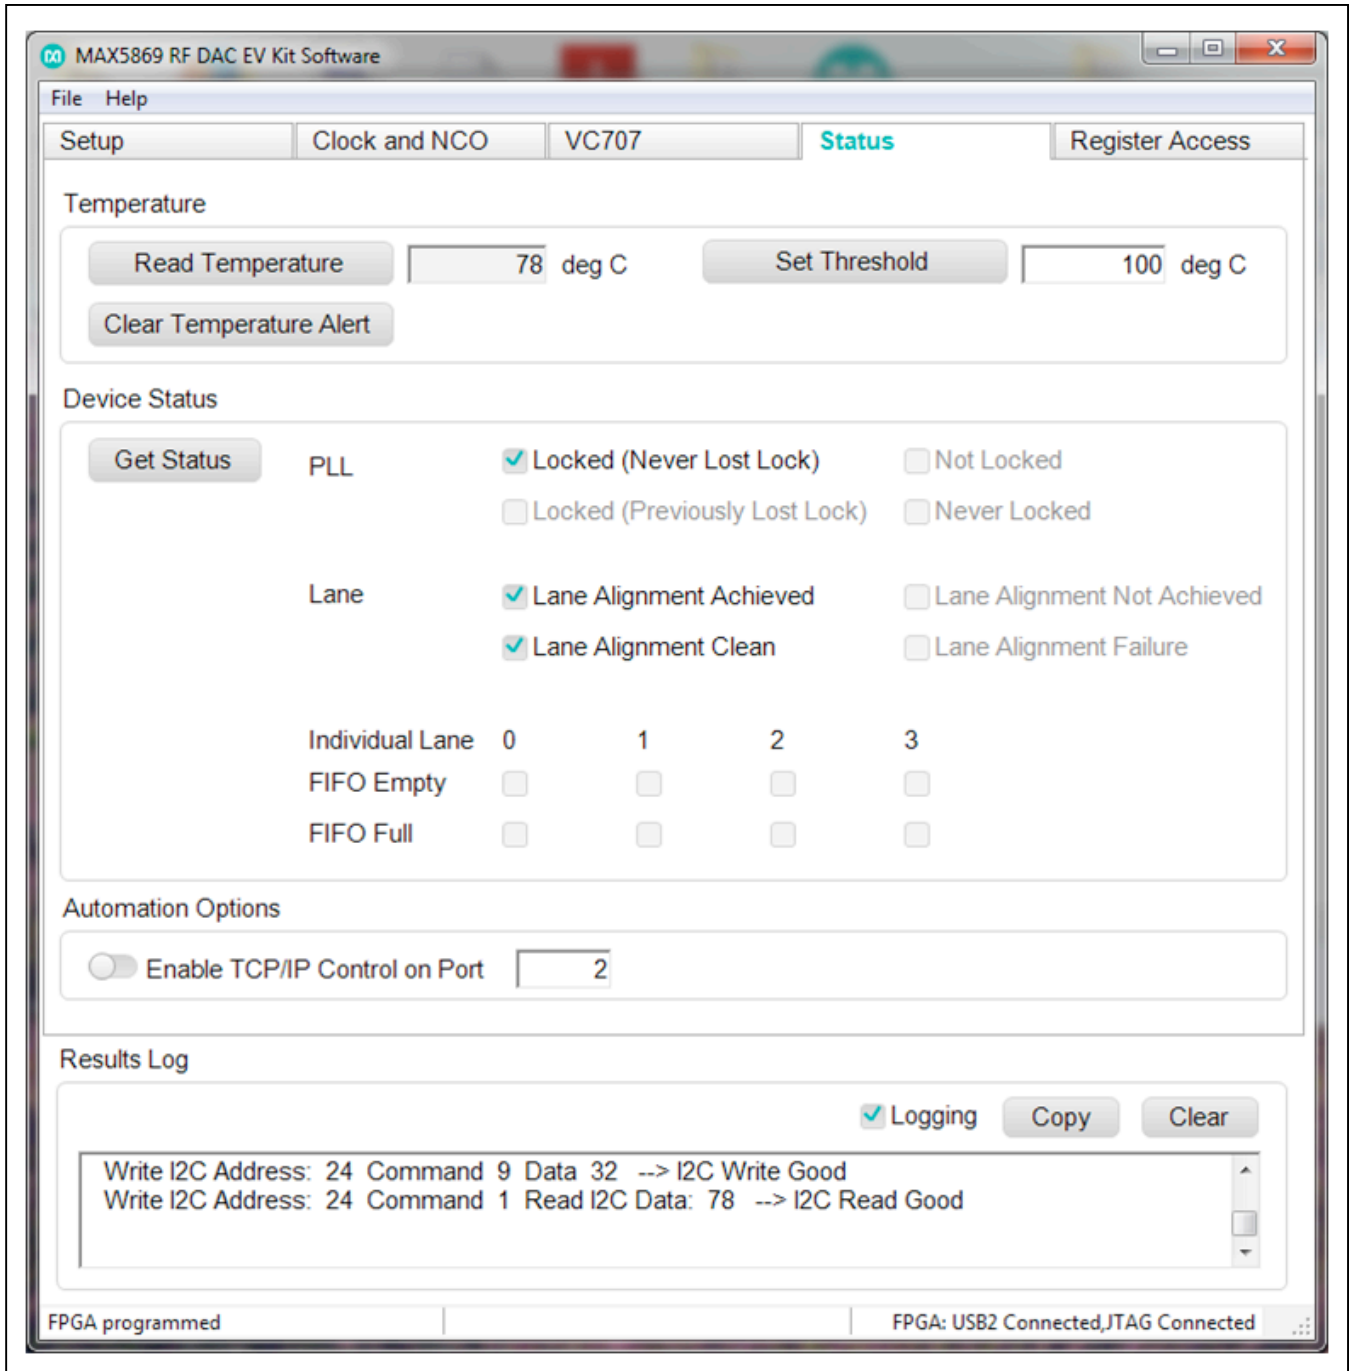 MAX5869 RF DAC EV Kit Software
File Help
Setup Clock and NCO VC707 Status Register Access
Temperature
Read Temperature 78 deg C Set Threshold 100 deg C
Clear Temperature Alert
Device Status
Get Status PLL Locked (Never Lost Lock) Not Locked
Locked (Previously Lost Lock) Never Locked
Lane Lane Alignment Achieved Lane Alignment Not Achieved
Lane Alignment Clean Lane Alignment Failure
Individual Lane 0 1 2 3
FIFO Empty
FIFO Full
Automation Options
Enable TCP/IP Control on Port 2
Results Log
Logging Copy Clear
Write I2C Address: 24 Command 9 Data 32 --> I2C Write Good
Write I2C Address: 24 Command 1 Read I2C Data: 78 --> I2C Read Good
FPGA programmed FPGA: USB2 Connected,JTAG Connected